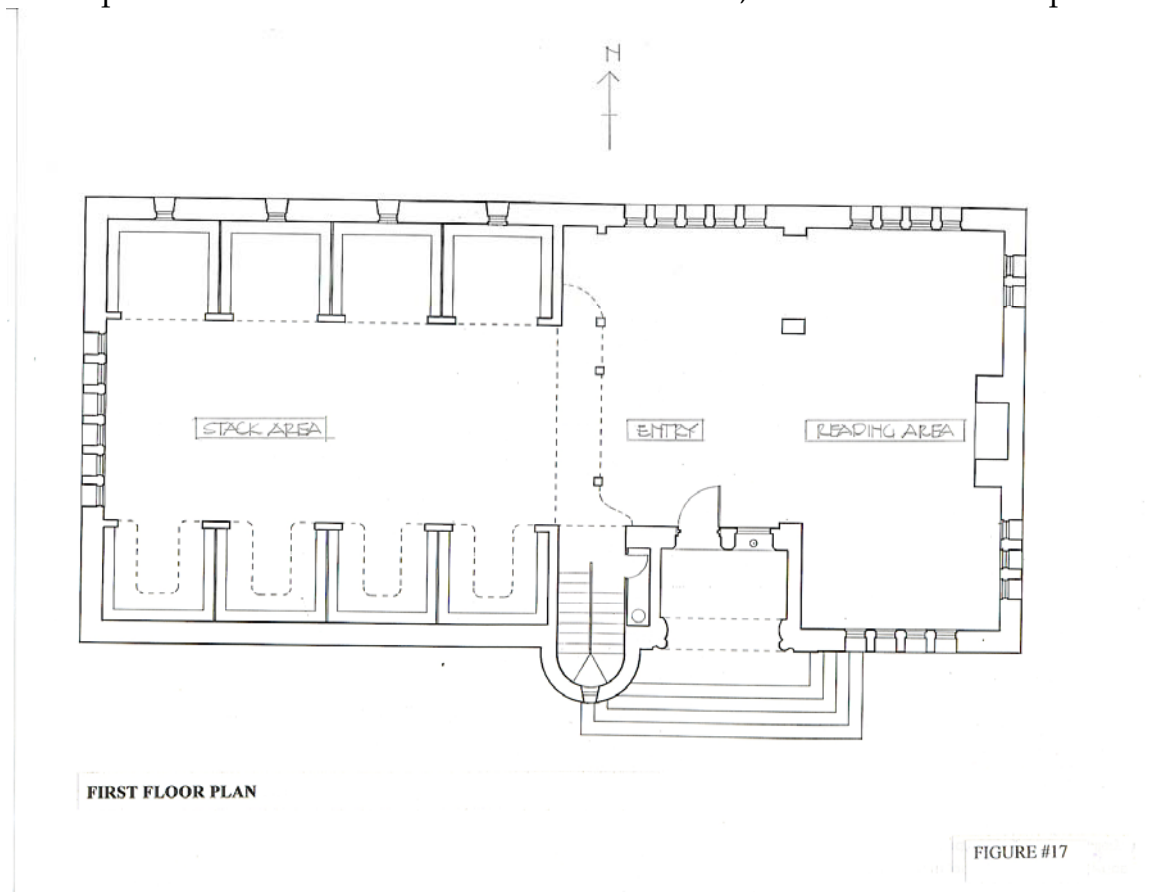 N
STACK AREA
ENTRY
READING AREA
FIRST FLOOR PLAN
FIGURE #17